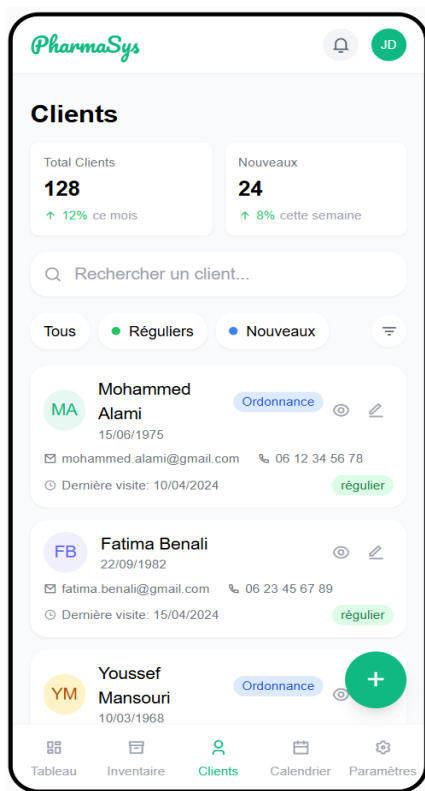 PharmaSys
JD
Clients
Total Clients
128
↑ 12% ce mois
Nouveaux
24
↑ 8% cette semaine
Rechercher un client...
Tous
Réguliers
Nouveaux
MA
Mohammed
Alami
15/06/1975
Ordonnance
mohammed.alami@gmail.com
06 12 34 56 78
Dernière visite: 10/04/2024
régulier
FB
Fatima Benali
22/09/1982
fatima.benali@gmail.com
06 23 45 67 89
Dernière visite: 15/04/2024
régulier
YM
Youssef
Mansouri
10/03/1968
Ordonnance
+
Tableau
Inventaire
Clients
Calendrier
Paramètres